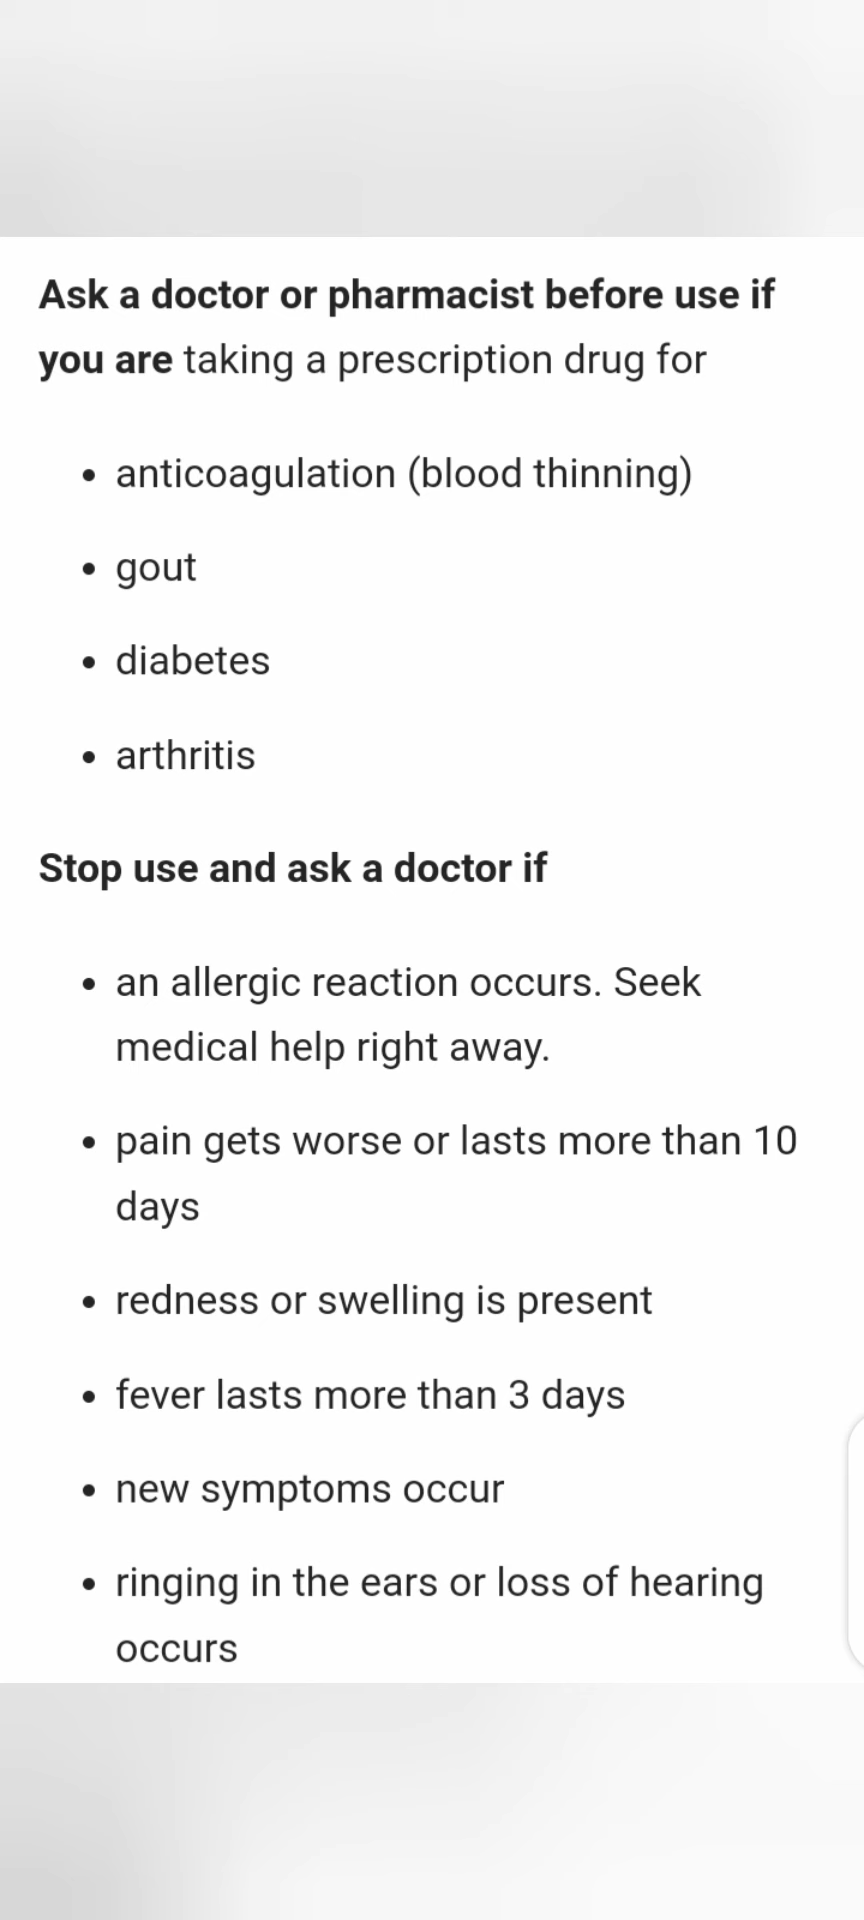 Ask a doctor or pharmacist before use if
you are taking a prescription drug for
• anticoagulation (blood thinning)
• gout
• diabetes
• arthritis
Stop use and ask a doctor if
• an allergic reaction occurs. Seek
medical help right away.
• pain gets worse or lasts more than 10
days
• redness or swelling is present
• fever lasts more than 3 days
• new symptoms occur
• ringing in the ears or loss of hearing
occurs